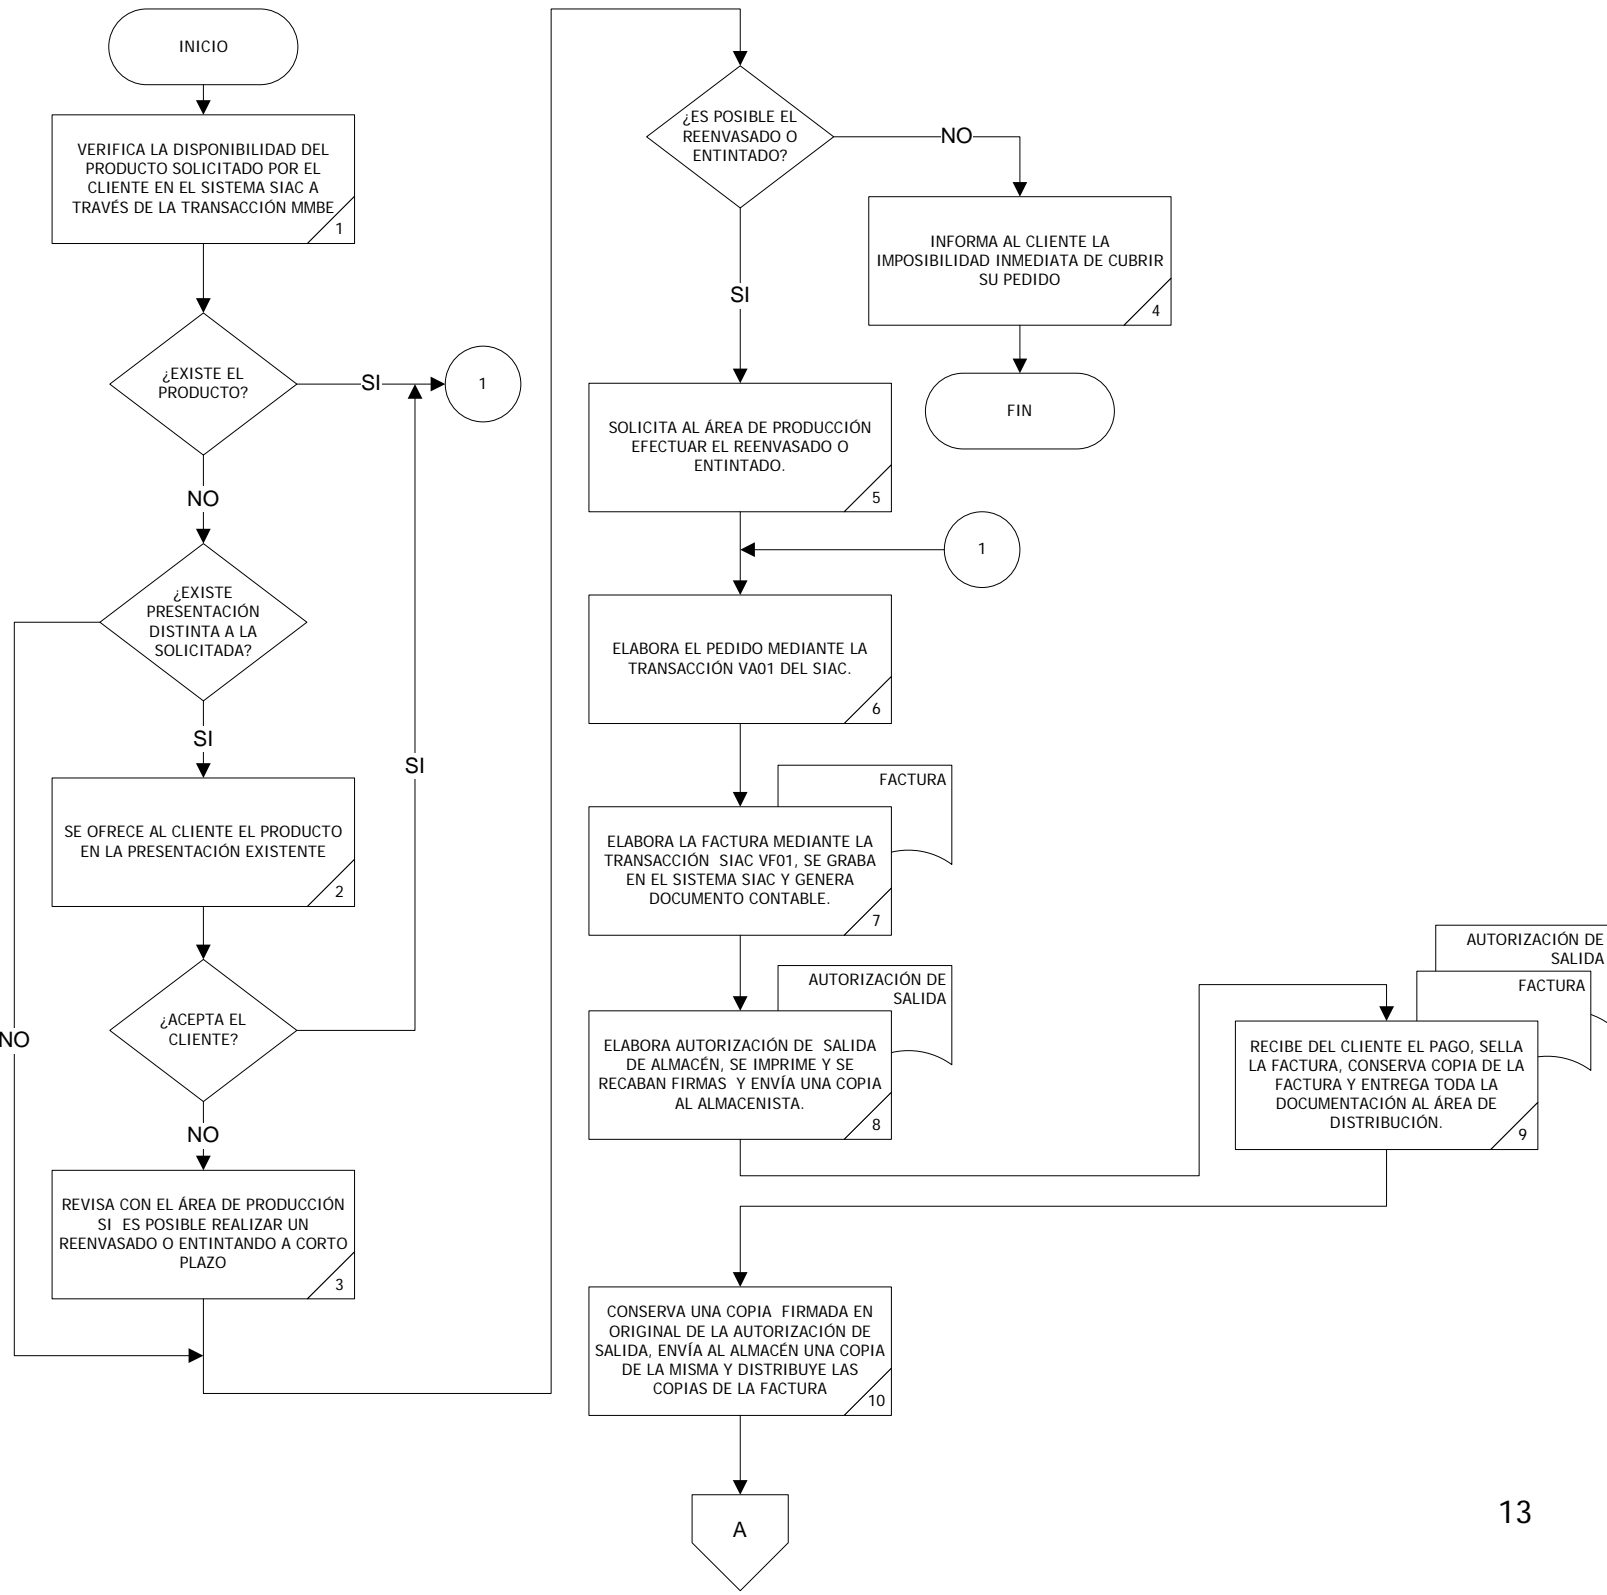 INICIO
VERIFICA LA DISPONIBILIDAD DEL
PRODUCTO SOLICITADO POR EL
CLIENTE EN EL SISTEMA SIAC A
TRAVÉS DE LA TRANSACCIÓN MMBE
1
¿EXISTE EL
PRODUCTO?
SI
1
NO
¿EXISTE
PRESENTACIÓN
DISTINTA A LA
SOLICITADA?
SI
SI
SE OFRECE AL CLIENTE EL PRODUCTO
EN LA PRESENTACIÓN EXISTENTE
2
¿ACEPTA EL
CLIENTE?
NO
NO
REVISA CON EL ÁREA DE PRODUCCIÓN
SI ES POSIBLE REALIZAR UN
REENVASADO O ENTINTANDO A CORTO
PLAZO
3
¿ES POSIBLE EL
REENVASADO O
ENTINTADO?
NO
INFORMA AL CLIENTE LA
IMPOSIBILIDAD INMEDIATA DE CUBRIR
SU PEDIDO
4
FIN
SI
SOLICITA AL ÁREA DE PRODUCCIÓN
EFECTUAR EL REENVASADO O
ENTINTADO.
5
1
ELABORA EL PEDIDO MEDIANTE LA
TRANSACCIÓN VA01 DEL SIAC.
6
FACTURA
ELABORA LA FACTURA MEDIANTE LA
TRANSACCIÓN SIAC VF01, SE GRABA
EN EL SISTEMA SIAC Y GENERA
DOCUMENTO CONTABLE.
7
AUTORIZACIÓN DE
SALIDA
ELABORA AUTORIZACIÓN DE SALIDA
DE ALMACÉN, SE IMPRIME Y SE
RECABAN FIRMAS Y ENVÍA UNA COPIA
AL ALMACENISTA.
8
AUTORIZACIÓN DE
SALIDA
FACTURA
RECIBE DEL CLIENTE EL PAGO, SELLA
LA FACTURA, CONSERVA COPIA DE LA
FACTURA Y ENTREGA TODA LA
DOCUMENTACIÓN AL ÁREA DE
DISTRIBUCIÓN.
9
CONSERVA UNA COPIA FIRMADA EN
ORIGINAL DE LA AUTORIZACIÓN DE
SALIDA, ENVÍA AL ALMACÉN UNA COPIA
DE LA MISMA Y DISTRIBUYE LAS
COPIAS DE LA FACTURA
10
A
13